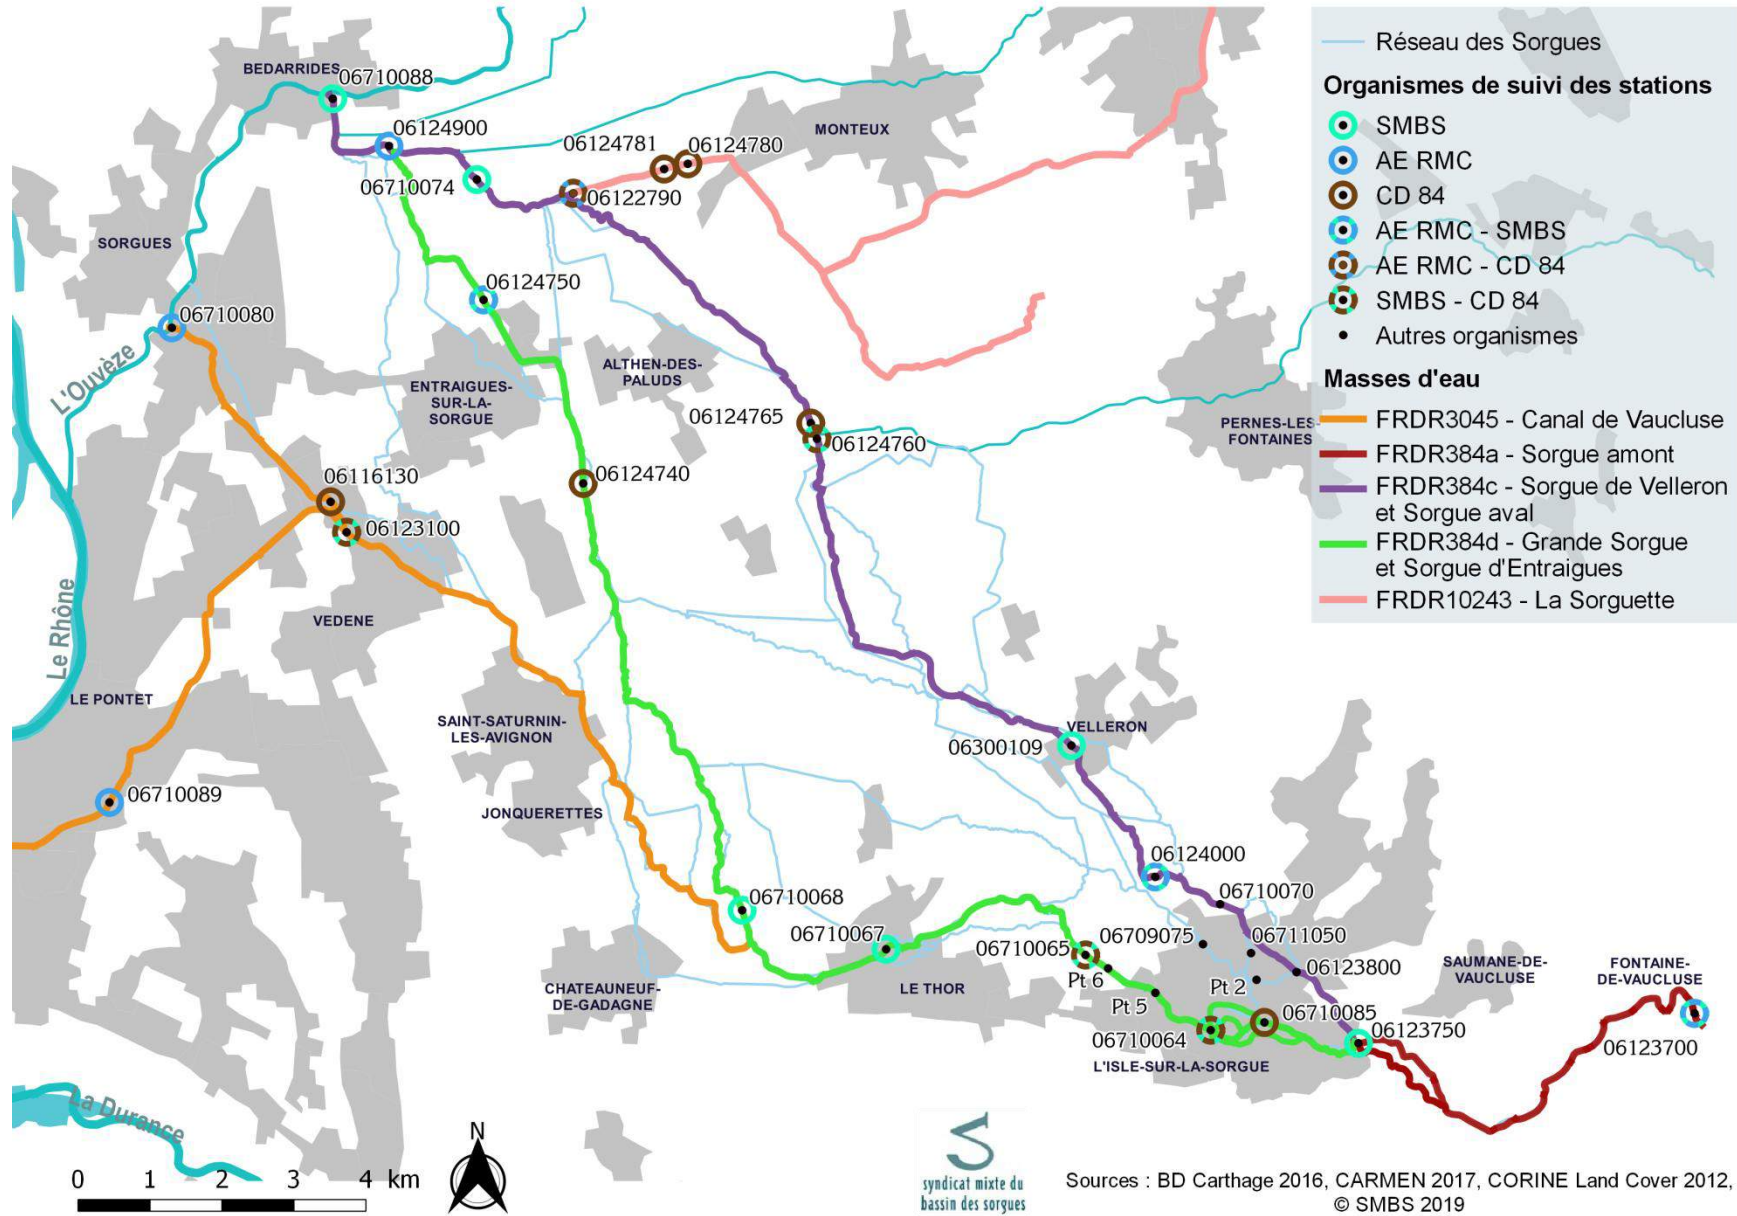 Réseau des Sorgues
Organismes de suivi des stations
SMBS
AE RMC
CD 84
AE RMC - SMBS
AE RMC - CD 84
SMBS - CD 84
Autres organismes
Masses d'eau
FRDR3045 - Canal de Vaucluse
FRDR384a - Sorgue amont
FRDR384c - Sorgue de Velleron
et Sorgue aval
FRDR384d - Grande Sorgue
et Sorgue d'Entraigues
FRDR10243 - La Sorguette
BEDARRIDES
06710088
06124900
MONTEUX
06124781
06124780
06710074
06122790
SORGUES
06124750
06710080
L'Ouvèze
ENTRAIGUES-
SUR-LA-
SORGUE
ALTHEN-DES-
PALUDS
06124765
06124760
PERNES-LES-
FONTAINES
06116130
06124740
06123100
Le Rhône
VEDENE
LE PONTET
SAINT-SATURNIN-
LES-AVIGNON
VELLERON
06300109
06710089
JONQUERETTES
06124000
06710068
06710070
06710067
06710065
06709075
06711050
Pt 6
06123800
SAUMANE-DE-
VAUCLUSE
FONTAINE-
DE-VAUCLUSE
CHATEAUNEUF-
DE-GADAGNE
LE THOR
Pt 5
Pt 2
06710085
06710064
06123750
06123700
L'ISLE-SUR-LA-SORGUE
La Durance
N
0 1 2 3 4 km
syndicat mixte du
bassin des sorgues
Sources : BD Carthage 2016, CARMEN 2017, CORINE Land Cover 2012,
© SMBS 2019